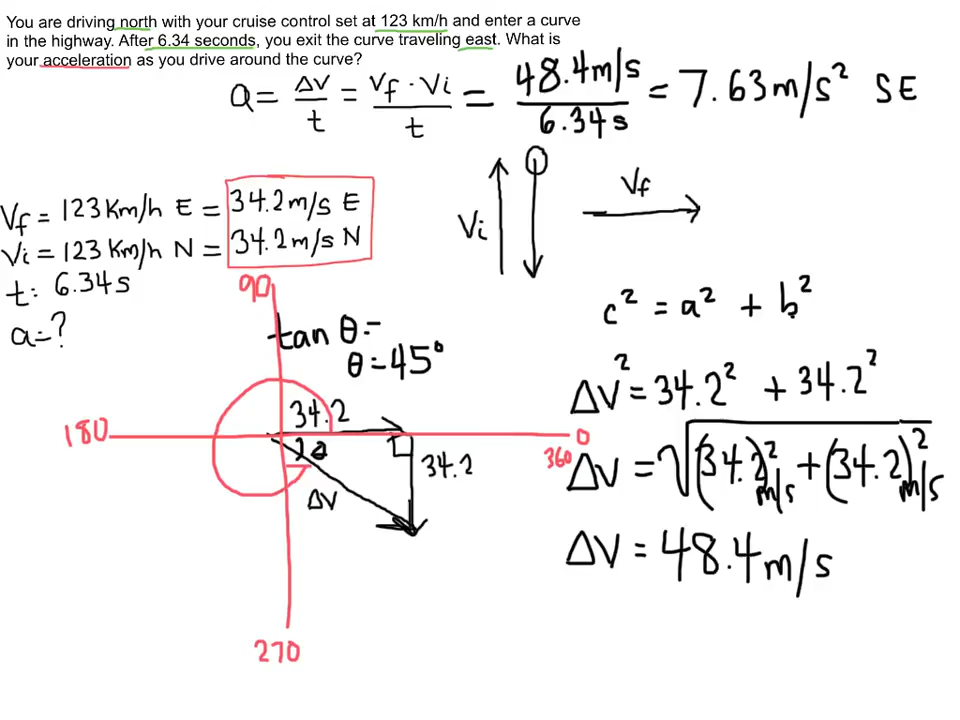 You are driving north with your cruise control set at 123 km/h and enter a curve
in the highway. After 6.34 seconds, you exit the curve traveling east. What is
your acceleration as you drive around the curve?
a = Δv/t = Vf · Vi/t = 48.4m/s/6.34s = 7.63m/s² SE
Vf = 123 Km/h E = 34.2m/s E
Vi = 123 Km/h N = 34.2m/s N
t: 6.34s
a=?
Vi
Vf
c² = a² + b²
ΔV² = 34.2² + 34.2²
ΔV = √(34.2)²m/s + (34.2)²m/s
ΔV = 48.4m/s
90
tan θ =
θ = 45°
34.2
180
0
360
34.2
ΔV
270